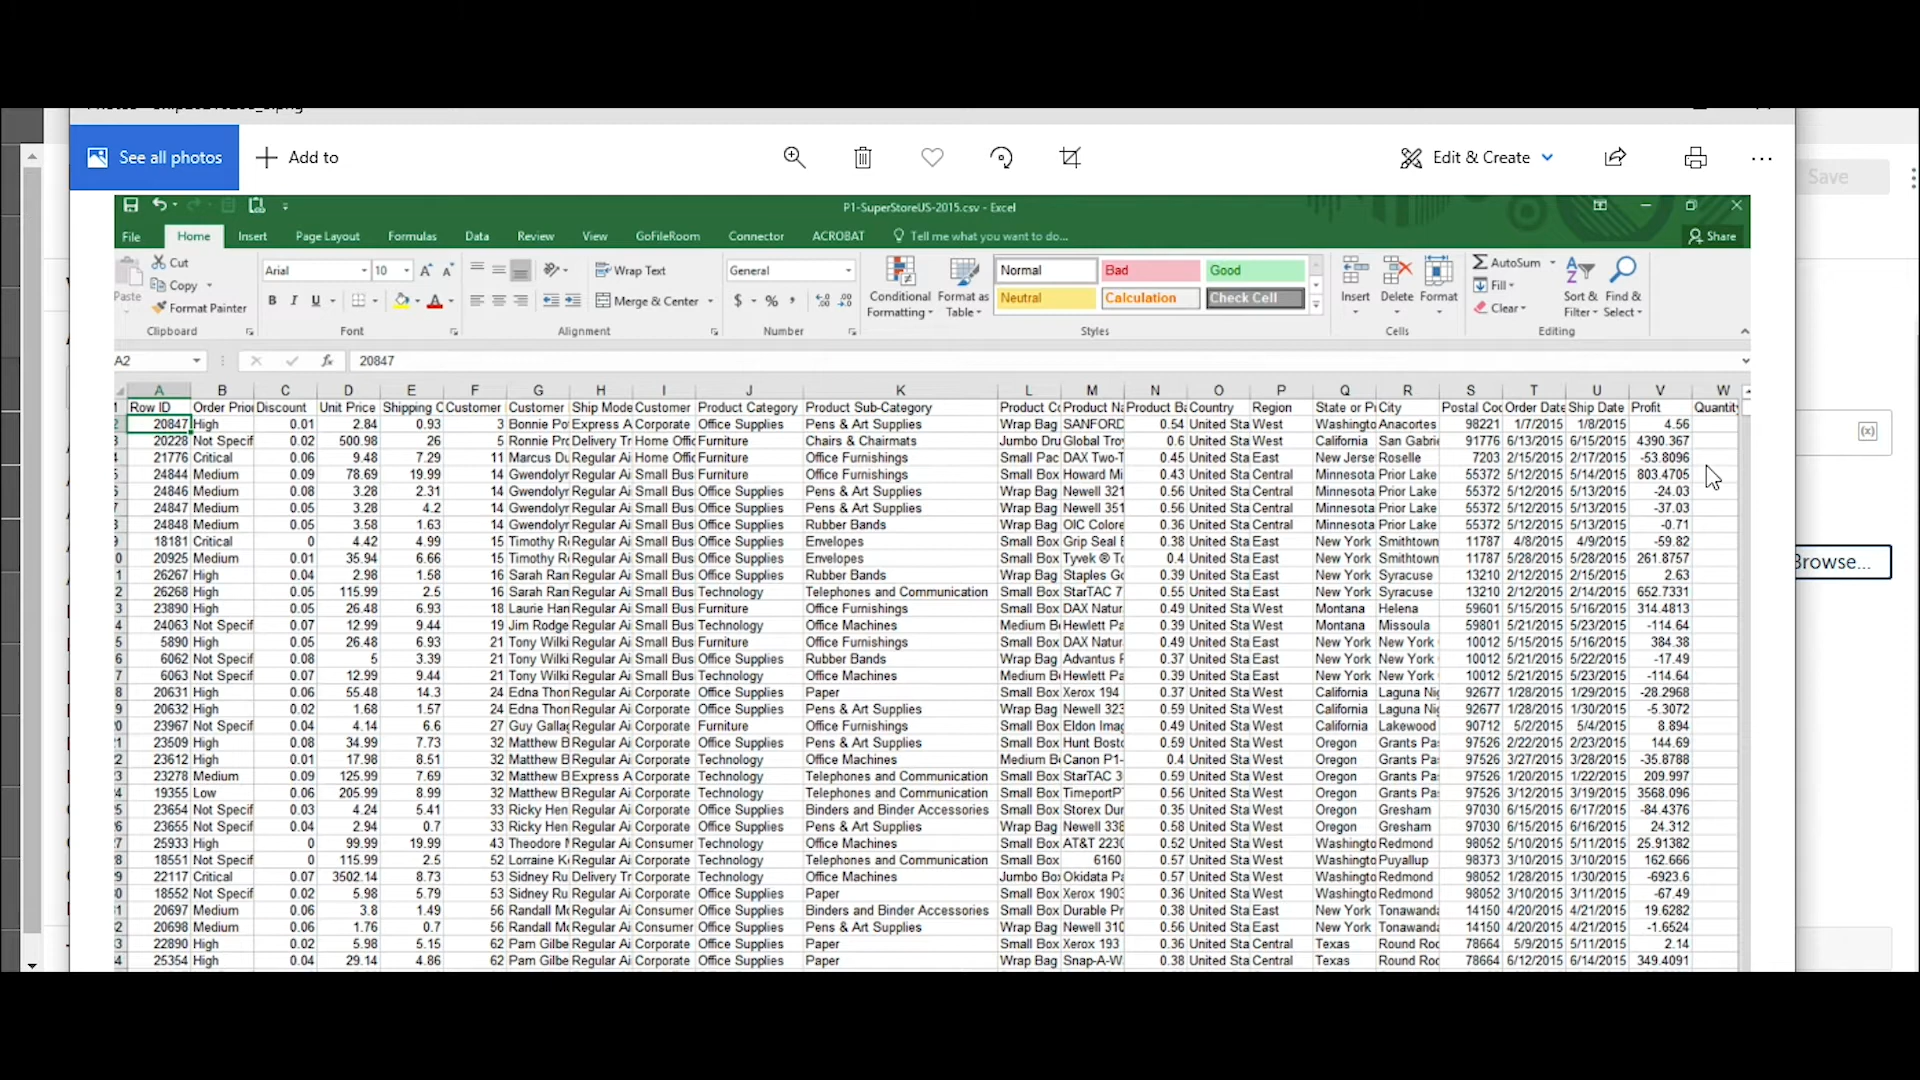 See all photos Add to Edit & Create Save
P1-SuperStoreUS-2015.csv - Excel
File Home Insert Page Layout Formulas Data Review View GoFileRoom Connector ACROBAT Tell me what you want to do... Share
Cut Arial 10 Wrap Text General Normal Bad Good AutoSum
Copy Fill
Paste Format Painter Merge & Center $ % , Conditional Formatting Format as Table Neutral Calculation Check Cell Insert Delete Format Clear Sort & Filter Find & Select
Clipboard Font Alignment Number Styles Cells Editing
A2 fx 20847
A B C D E F G H I J K L M N O P Q R S T U V W
Row ID Order Prior Discount Unit Price Shipping C Customer Customer Ship Mode Customer Product Category Product Sub-Category Product Co Product Na Product Ba Country Region State or P City Postal Cod Order Date Ship Date Profit Quantity
20847 High 0.01 2.84 0.93 3 Bonnie Po Express A Corporate Office Supplies Pens & Art Supplies Wrap Bag SANFORD 0.54 United Sta West Washingto Anacortes 98221 1/7/2015 1/8/2015 4.56
20228 Not Specif 0.02 500.98 26 5 Ronnie Pro Delivery Tr Home Offic Furniture Chairs & Chairmats Jumbo Dru Global Troy 0.6 United Sta West California San Gabrie 91776 6/13/2015 6/15/2015 4390.367
21776 Critical 0.06 9.48 7.29 11 Marcus Du Regular Ai Home Offic Furniture Office Furnishings Small Pac DAX Two-T 0.45 United Sta East New Jerse Roselle 7203 2/15/2015 2/17/2015 -53.8096
24844 Medium 0.09 78.69 19.99 14 Gwendolyn Regular Ai Small Bus Furniture Office Furnishings Small Box Howard Mi 0.43 United Sta Central Minnesota Prior Lake 55372 5/12/2015 5/14/2015 803.4705
24846 Medium 0.08 3.28 2.31 14 Gwendolyn Regular Ai Small Bus Office Supplies Pens & Art Supplies Wrap Bag Newell 321 0.56 United Sta Central Minnesota Prior Lake 55372 5/12/2015 5/13/2015 -24.03
24847 Medium 0.05 3.28 4.2 14 Gwendolyn Regular Ai Small Bus Office Supplies Pens & Art Supplies Wrap Bag Newell 351 0.56 United Sta Central Minnesota Prior Lake 55372 5/12/2015 5/13/2015 -37.03
24848 Medium 0.05 3.58 1.63 14 Gwendolyn Regular Ai Small Bus Office Supplies Rubber Bands Wrap Bag OIC Colore 0.36 United Sta Central Minnesota Prior Lake 55372 5/12/2015 5/13/2015 -0.71
18181 Critical 0 4.42 4.99 15 Timothy R Regular Ai Small Bus Office Supplies Envelopes Small Box Grip Seal E 0.38 United Sta East New York Smithtown 11787 4/8/2015 4/9/2015 -59.82
20925 Medium 0.01 35.94 6.66 15 Timothy R Regular Ai Small Bus Office Supplies Envelopes Small Box Tyvek ® To 0.4 United Sta East New York Smithtown 11787 5/28/2015 5/28/2015 261.8757
26267 High 0.04 2.98 1.58 16 Sarah Ram Regular Ai Small Bus Office Supplies Rubber Bands Wrap Bag Staples Go 0.39 United Sta East New York Syracuse 13210 2/12/2015 2/15/2015 2.63
26268 High 0.05 115.99 2.5 16 Sarah Ram Regular Ai Small Bus Technology Telephones and Communication Small Box StarTAC 7 0.55 United Sta East New York Syracuse 13210 2/12/2015 2/14/2015 652.7331
23890 High 0.05 26.48 6.93 18 Laurie Han Regular Ai Small Bus Furniture Office Furnishings Small Box DAX Natur 0.49 United Sta West Montana Helena 59601 5/15/2015 5/16/2015 314.4813
24063 Not Specif 0.07 12.99 9.44 19 Jim Rodge Regular Ai Small Bus Technology Office Machines Medium B Hewlett Pa 0.39 United Sta West Montana Missoula 59801 5/21/2015 5/23/2015 -114.64
5890 High 0.05 26.48 6.93 21 Tony Wilki Regular Ai Small Bus Furniture Office Furnishings Small Box DAX Natur 0.49 United Sta East New York New York 10012 5/15/2015 5/16/2015 384.38
6062 Not Specif 0.08 5 3.39 21 Tony Wilki Regular Ai Small Bus Office Supplies Rubber Bands Wrap Bag Advantus P 0.37 United Sta East New York New York 10012 5/21/2015 5/22/2015 -17.49
6063 Not Specif 0.07 12.99 9.44 21 Tony Wilki Regular Ai Small Bus Technology Office Machines Medium B Hewlett Pa 0.39 United Sta East New York New York 10012 5/21/2015 5/23/2015 -114.64
20631 High 0.06 55.48 14.3 24 Edna Thom Regular Ai Corporate Office Supplies Paper Small Box Xerox 194 0.37 United Sta West California Laguna Nig 92677 1/28/2015 1/29/2015 -28.2968
20632 High 0.02 1.68 1.57 24 Edna Thom Regular Ai Corporate Office Supplies Pens & Art Supplies Wrap Bag Newell 323 0.59 United Sta West California Laguna Nig 92677 1/28/2015 1/30/2015 -5.3072
23967 Not Specif 0.04 4.14 6.6 27 Guy Gallag Regular Ai Corporate Furniture Office Furnishings Small Box Eldon Imag 0.49 United Sta West California Lakewood 90712 5/2/2015 5/4/2015 8.894
23509 High 0.08 34.99 7.73 32 Matthew B Regular Ai Corporate Office Supplies Pens & Art Supplies Small Box Hunt Bosto 0.59 United Sta West Oregon Grants Pa 97526 2/22/2015 2/23/2015 144.69
23612 High 0.01 17.98 8.51 32 Matthew B Regular Ai Corporate Technology Office Machines Medium B Canon P1- 0.4 United Sta West Oregon Grants Pa 97526 3/27/2015 3/28/2015 -35.8788
23278 Medium 0.09 125.99 7.69 32 Matthew B Express A Corporate Technology Telephones and Communication Small Box StarTAC 3 0.59 United Sta West Oregon Grants Pa 97526 1/20/2015 1/22/2015 209.997
19355 Low 0.06 205.99 8.99 32 Matthew B Regular Ai Corporate Technology Telephones and Communication Small Box TimeportP 0.56 United Sta West Oregon Grants Pa 97526 3/12/2015 3/19/2015 3568.096
23654 Not Specif 0.03 4.24 5.41 33 Ricky Hen Regular Ai Corporate Office Supplies Binders and Binder Accessories Small Box Storex Dur 0.35 United Sta West Oregon Gresham 97030 6/15/2015 6/17/2015 -84.4376
23655 Not Specif 0.04 2.94 0.7 33 Ricky Hen Regular Ai Corporate Office Supplies Pens & Art Supplies Wrap Bag Newell 338 0.58 United Sta West Oregon Gresham 97030 6/15/2015 6/16/2015 24.312
25933 High 0 99.99 19.99 43 Theodore Regular Ai Consumer Technology Office Machines Small Box AT&T 2230 0.52 United Sta West Washingto Redmond 98052 5/10/2015 5/11/2015 25.91382
18551 Not Specif 0 115.99 2.5 52 Lorraine K Regular Ai Corporate Technology Telephones and Communication Small Box 6160 0.57 United Sta West Washingto Puyallup 98373 3/10/2015 3/10/2015 162.666
22117 Critical 0.07 3502.14 8.73 53 Sidney Ru Delivery Tr Corporate Technology Office Machines Jumbo Box Okidata Pa 0.57 United Sta West Washingto Redmond 98052 1/28/2015 1/30/2015 -6923.6
18552 Not Specif 0.02 5.98 5.79 53 Sidney Ru Regular Ai Corporate Office Supplies Paper Small Box Xerox 1903 0.36 United Sta West Washingto Redmond 98052 3/10/2015 3/11/2015 -67.49
20697 Medium 0.06 3.8 1.49 56 Randall Mo Regular Ai Consumer Office Supplies Binders and Binder Accessories Small Box Durable Pr 0.38 United Sta East New York Tonawanda 14150 4/20/2015 4/21/2015 19.6282
20698 Medium 0.06 1.76 0.7 56 Randall Mo Regular Ai Consumer Office Supplies Pens & Art Supplies Wrap Bag Newell 310 0.56 United Sta East New York Tonawanda 14150 4/20/2015 4/21/2015 -1.6524
22890 High 0.02 5.98 5.15 62 Pam Gilbe Regular Ai Corporate Office Supplies Paper Small Box Xerox 193 0.36 United Sta Central Texas Round Roc 78664 5/9/2015 5/11/2015 2.14
25354 High 0.04 29.14 4.86 62 Pam Gilbe Regular Ai Corporate Office Supplies Paper Wrap Bag Snap-A-W 0.38 United Sta Central Texas Round Roc 78664 6/12/2015 6/14/2015 349.4091
Browse...